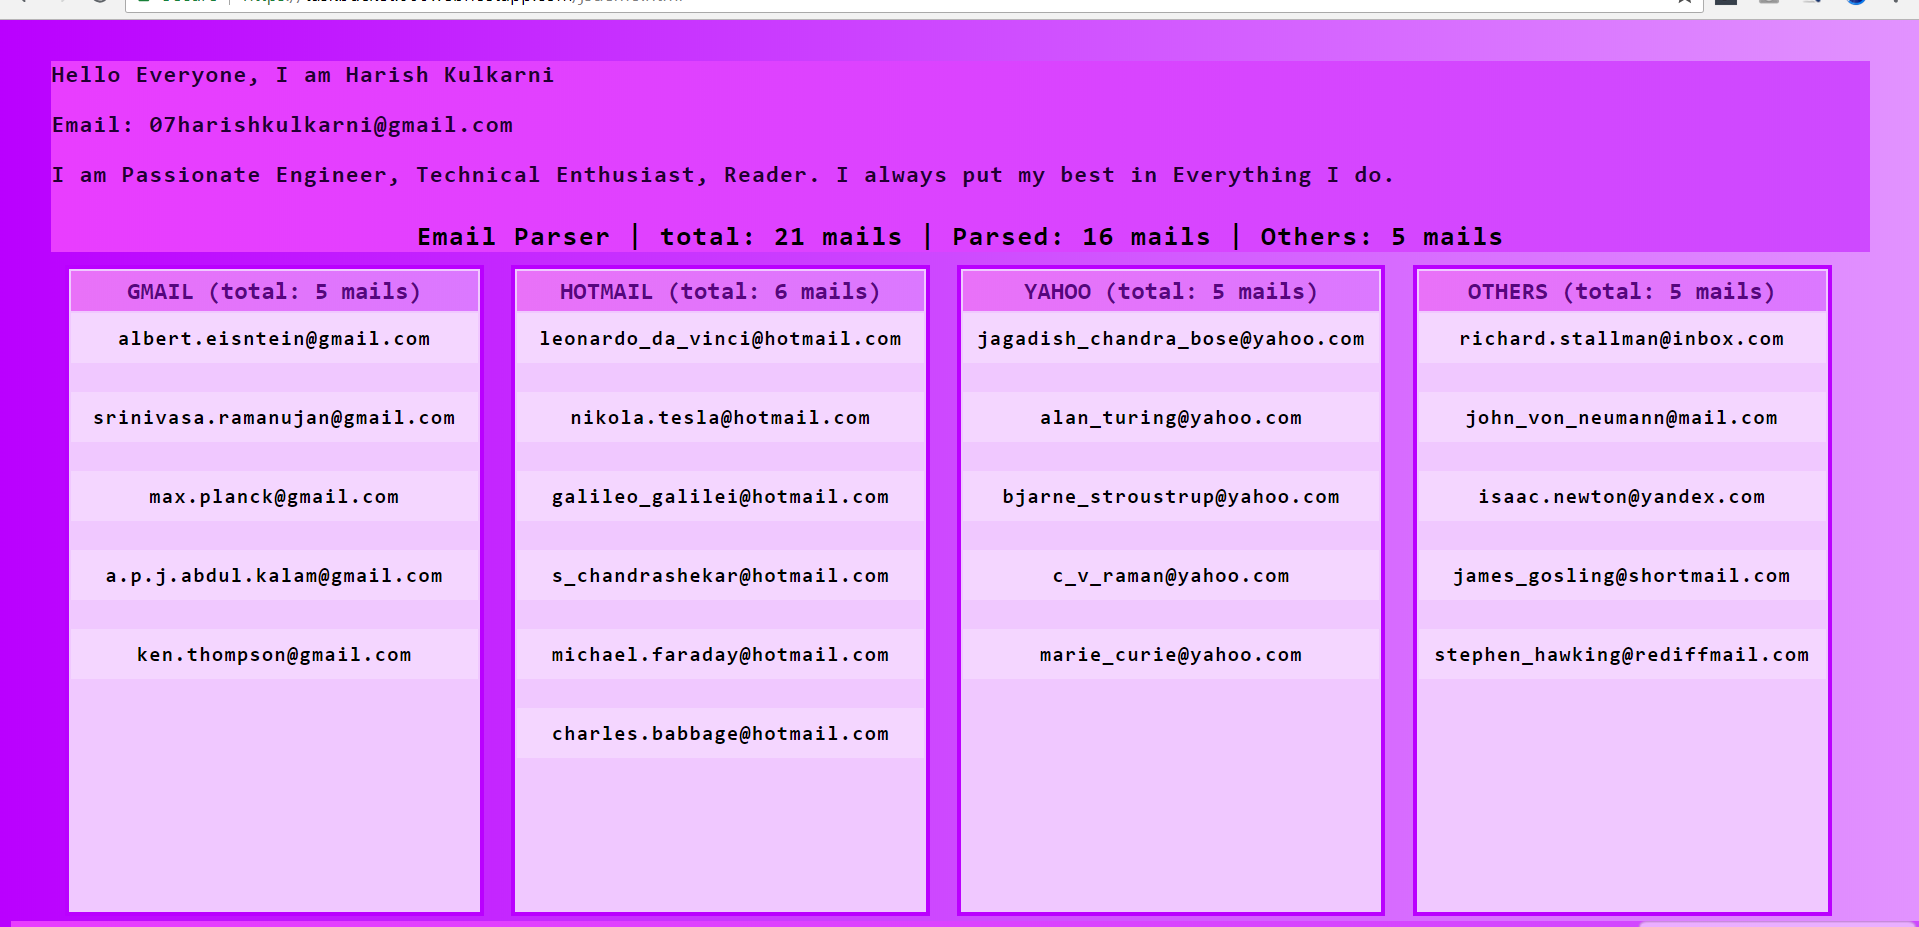 Hello Everyone, I am Harish Kulkarni
Email: 07harishkulkarni@gmail.com
I am Passionate Engineer, Technical Enthusiast, Reader. I always put my best in Everything I do.
Email Parser | total: 21 mails | Parsed: 16 mails | Others: 5 mails
GMAIL (total: 5 mails)
albert.eisntein@gmail.com
srinivasa.ramanujan@gmail.com
max.planck@gmail.com
a.p.j.abdul.kalam@gmail.com
ken.thompson@gmail.com
HOTMAIL (total: 6 mails)
leonardo_da_vinci@hotmail.com
nikola.tesla@hotmail.com
galileo_galilei@hotmail.com
s_chandrashekar@hotmail.com
michael.faraday@hotmail.com
charles.babbage@hotmail.com
YAHOO (total: 5 mails)
jagadish_chandra_bose@yahoo.com
alan_turing@yahoo.com
bjarne_stroustrup@yahoo.com
c_v_raman@yahoo.com
marie_curie@yahoo.com
OTHERS (total: 5 mails)
richard.stallman@inbox.com
john_von_neumann@mail.com
isaac.newton@yandex.com
james_gosling@shortmail.com
stephen_hawking@rediffmail.com